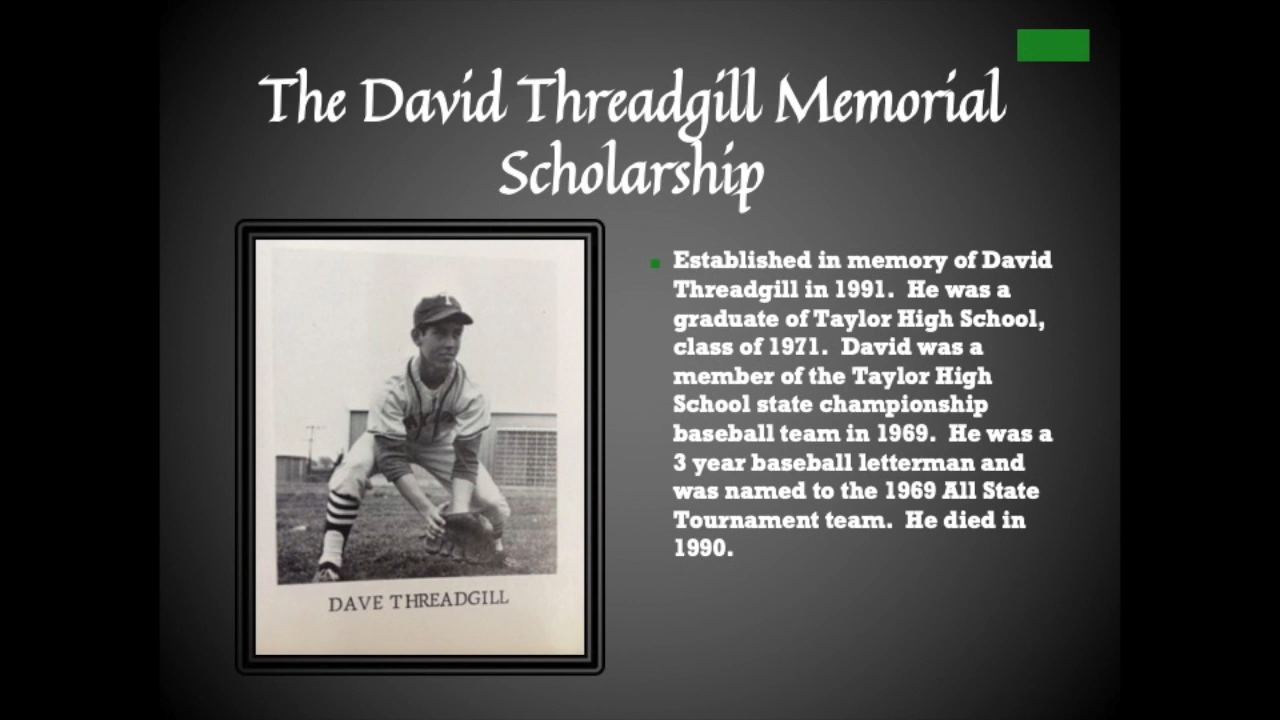 The David Threadgill Memorial
Scholarship
Established in memory of David
Threadgill in 1991.  He was a
graduate of Taylor High School,
class of 1971.  David was a
member of the Taylor High
School state championship
baseball team in 1969.  He was a
3 year baseball letterman and
was named to the 1969 All State
Tournament team.  He died in
1990.
T
DAVE THREADGILL